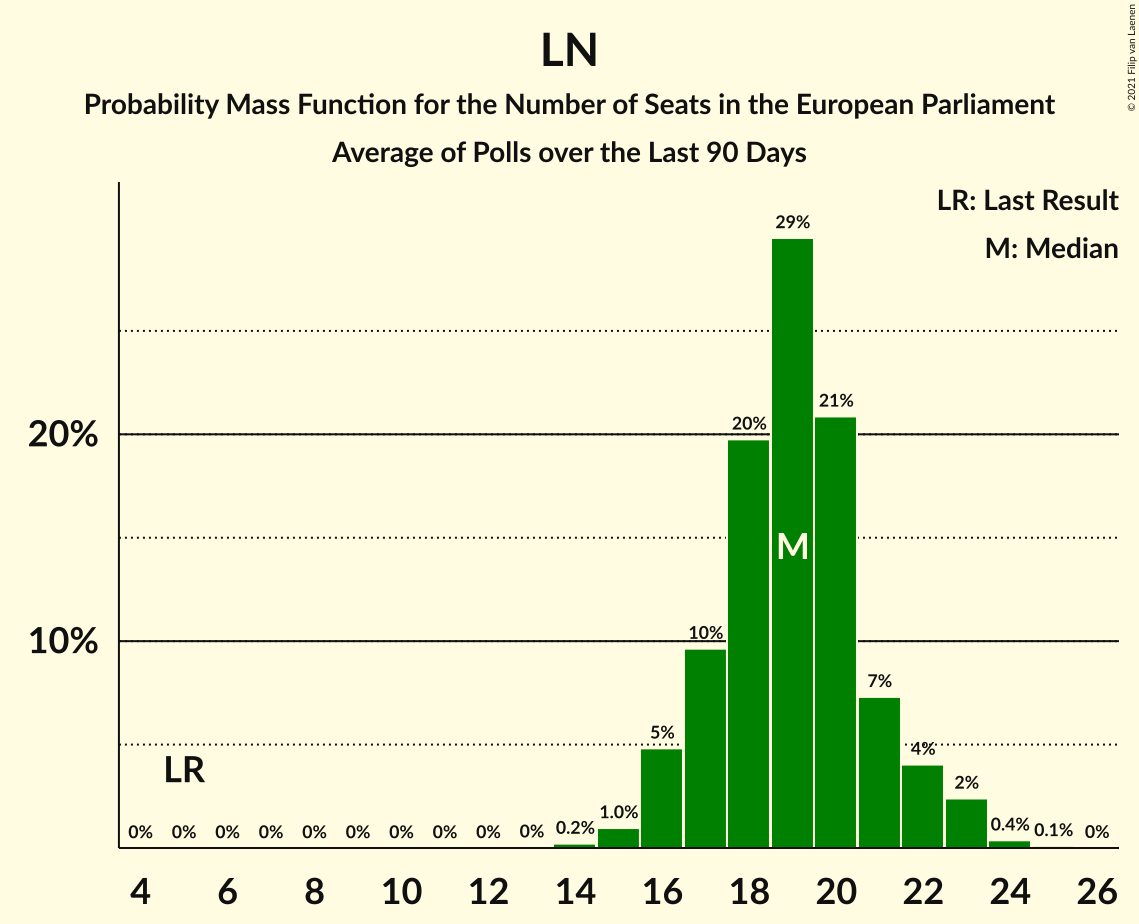 LN
Probability Mass Function for the Number of Seats in the European Parliament
Average of Polls over the Last 90 Days
© 2021 Filip van Laenen
LR: Last Result
M: Median
29%
21%
20%
20%
M
10%
10%
7%
5%
4%
LR
2%
0% 0% 0% 0% 0% 0% 0% 0% 0% 0% 0.2% 1.0% 0.4% 0.1% 0%
4 6 8 10 12 14 16 18 20 22 24 26